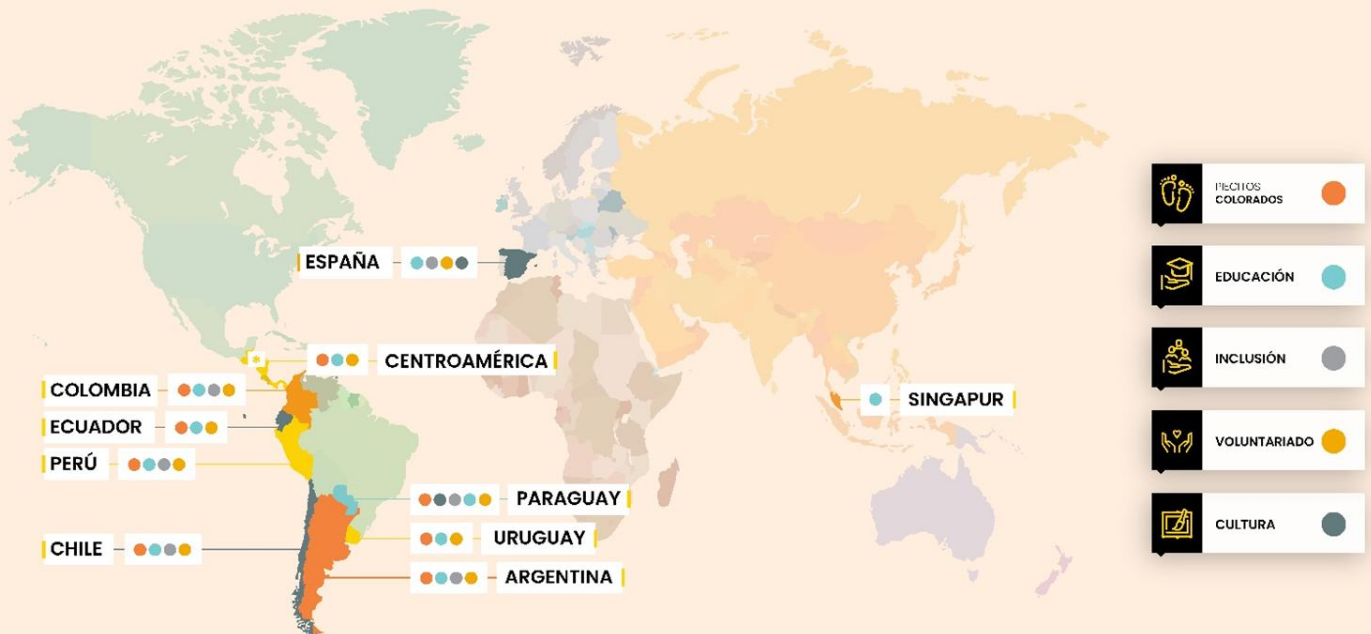 ESPAÑA
CENTROAMÉRICA
COLOMBIA
ECUADOR
PERÚ
CHILE
PARAGUAY
URUGUAY
ARGENTINA
SINGAPUR
PIECITOS
COLORADOS
EDUCACIÓN
INCLUSIÓN
VOLUNTARIADO
CULTURA